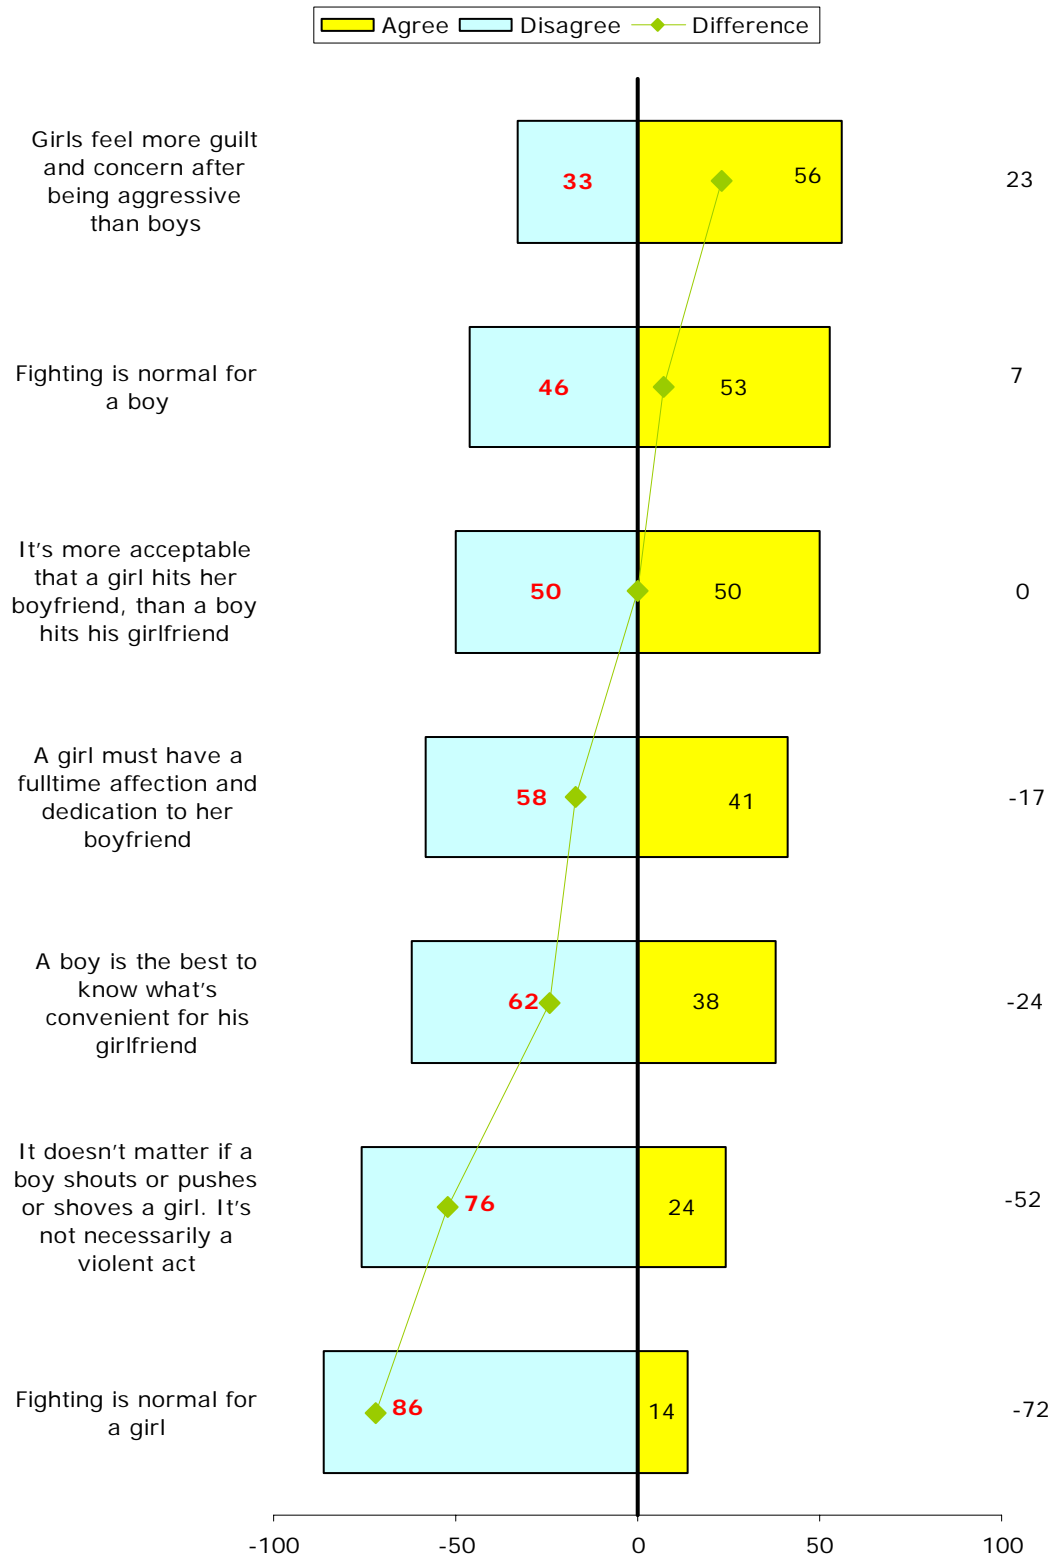 Agree Disagree Difference
Girls feel more guilt
and concern after
being aggressive
than boys
33
56
23
Fighting is normal for
a boy
46
53
7
It's more acceptable
that a girl hits her
boyfriend, than a boy
hits his girlfriend
50
50
0
A girl must have a
fulltime affection and
dedication to her
boyfriend
58
41
-17
A boy is the best to
know what's
convenient for his
girlfriend
62
38
-24
It doesn't matter if a
boy shouts or pushes
or shoves a girl. It's
not necessarily a
violent act
76
24
-52
Fighting is normal for
a girl
86
14
-72
-100 -50 0 50 100